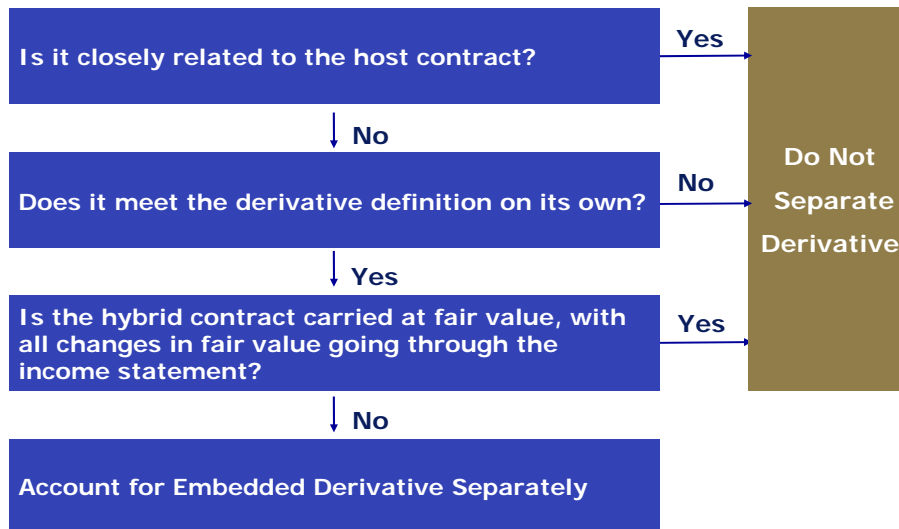 Is it closely related to the host contract?
Yes
No
Does it meet the derivative definition on its own?
No
Do Not
Separate
Derivative
Yes
Is the hybrid contract carried at fair value, with
all changes in fair value going through the
income statement?
Yes
No
Account for Embedded Derivative Separately